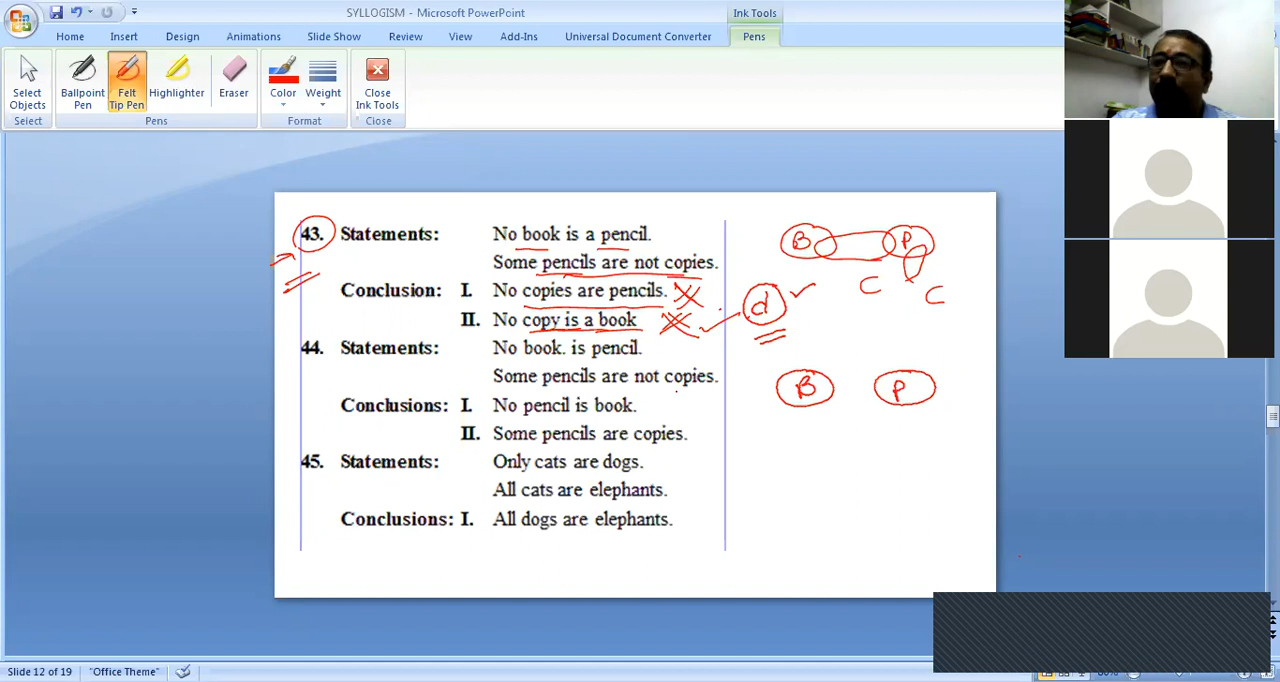 SYLLOGISM - Microsoft PowerPoint
Ink Tools
Home Insert Design Animations Slide Show Review View Add-Ins Universal Document Converter Pens
Select Objects
Ballpoint Pen
Felt Tip Pen
Highlighter
Eraser
Color
Weight
Close Ink Tools
Select
Pens
Format
Close
43. Statements: No book is a pencil.
Some pencils are not copies.
Conclusion: I. No copies are pencils.
II. No copy is a book
44. Statements: No book. is pencil.
Some pencils are not copies.
Conclusions: I. No pencil is book.
II. Some pencils are copies.
45. Statements: Only cats are dogs.
All cats are elephants.
Conclusions: I. All dogs are elephants.
B P
C
C
d
B P
Slide 12 of 19
"Office Theme"